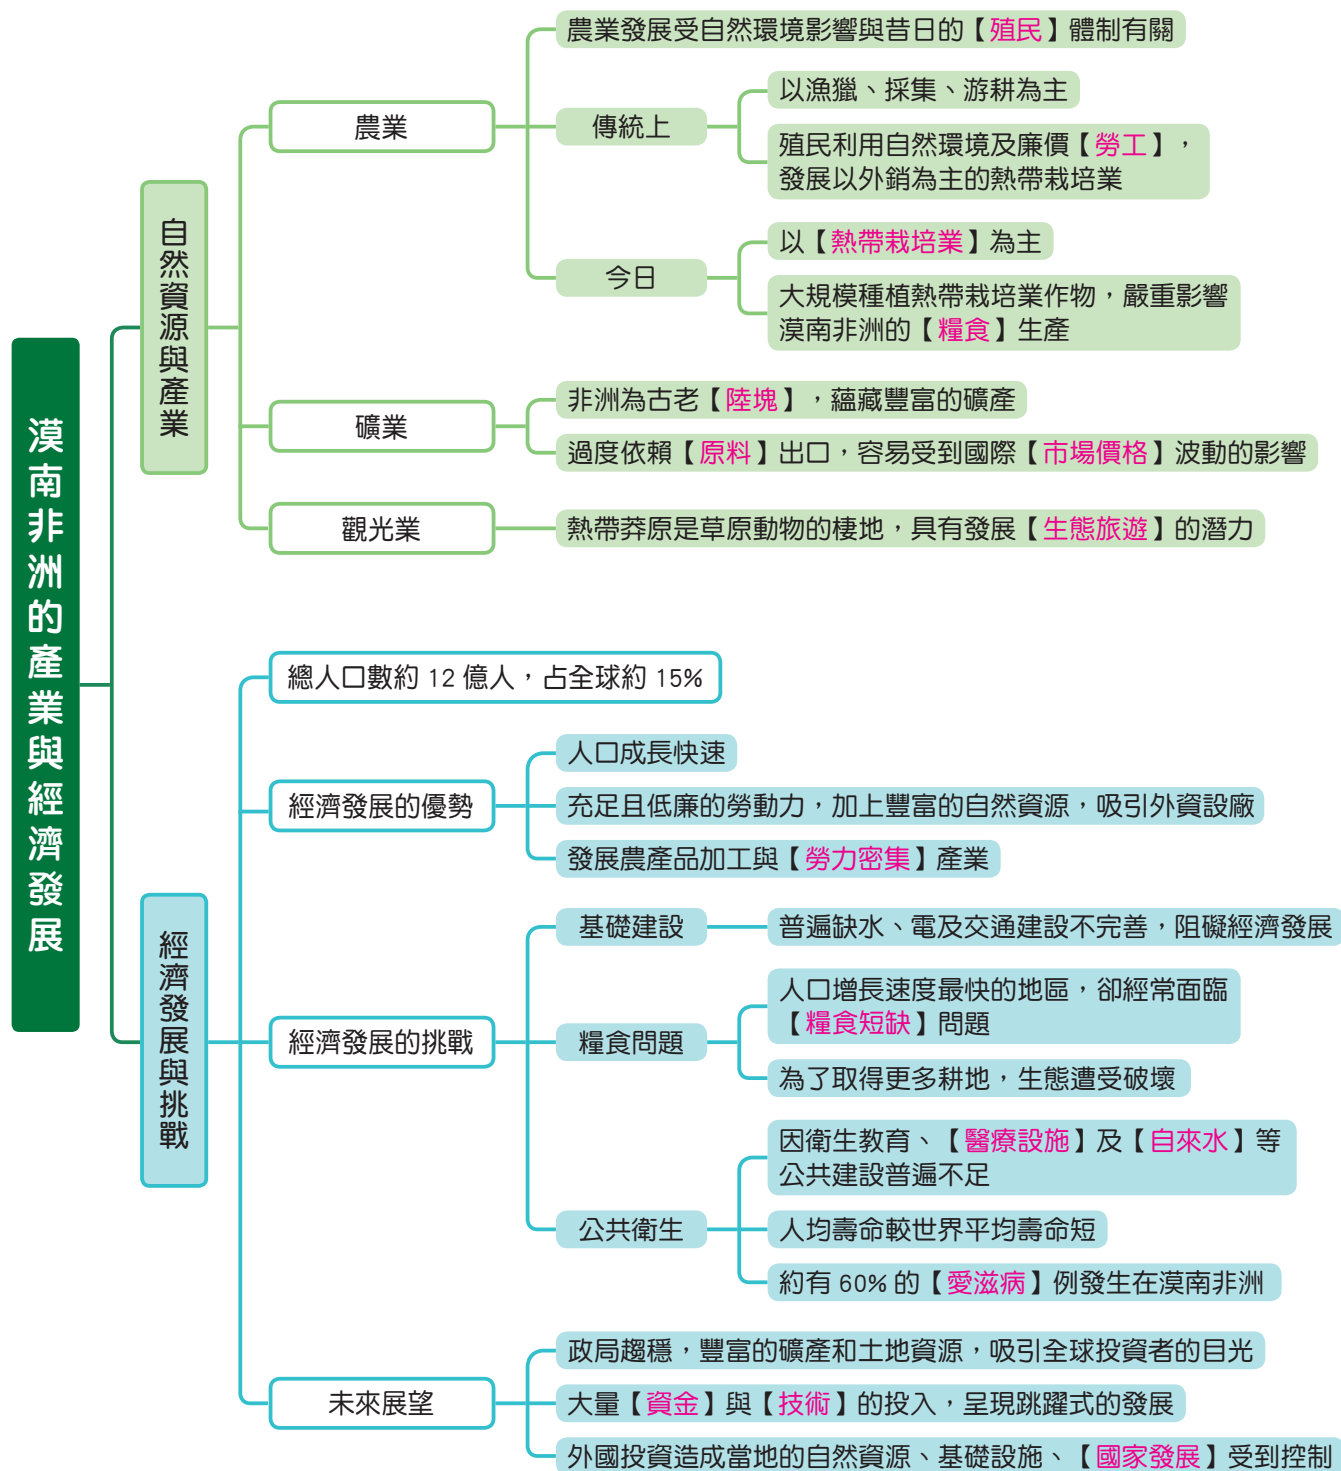 漠南非洲的產業與經濟發展
自然資源與產業
農業
農業發展受自然環境影響與昔日的【殖民】體制有關
傳統上
以漁獵、採集、游耕為主
殖民利用自然環境及廉價【勞工】，
發展以外銷為主的熱帶栽培業
今日
以【熱帶栽培業】為主
大規模種植熱帶栽培業作物，嚴重影響
漠南非洲的【糧食】生產
礦業
非洲為古老【陸塊】，蘊藏豐富的礦產
過度依賴【原料】出口，容易受到國際【市場價格】波動的影響
觀光業
熱帶莽原是草原動物的棲地，具有發展【生態旅遊】的潛力
經濟發展與挑戰
總人口數約 12 億人，占全球約 15%
經濟發展的優勢
人口成長快速
充足且低廉的勞動力，加上豐富的自然資源，吸引外資設廠
發展農產品加工與【勞力密集】產業
經濟發展的挑戰
基礎建設
普遍缺水、電及交通建設不完善，阻礙經濟發展
糧食問題
人口增長速度最快的地區，卻經常面臨
【糧食短缺】問題
為了取得更多耕地，生態遭受破壞
公共衛生
因衛生教育、【醫療設施】及【自來水】等
公共建設普遍不足
人均壽命較世界平均壽命短
約有 60% 的【愛滋病】例發生在漠南非洲
未來展望
政局趨穩，豐富的礦產和土地資源，吸引全球投資者的目光
大量【資金】與【技術】的投入，呈現跳躍式的發展
外國投資造成當地的自然資源、基礎設施、【國家發展】受到控制